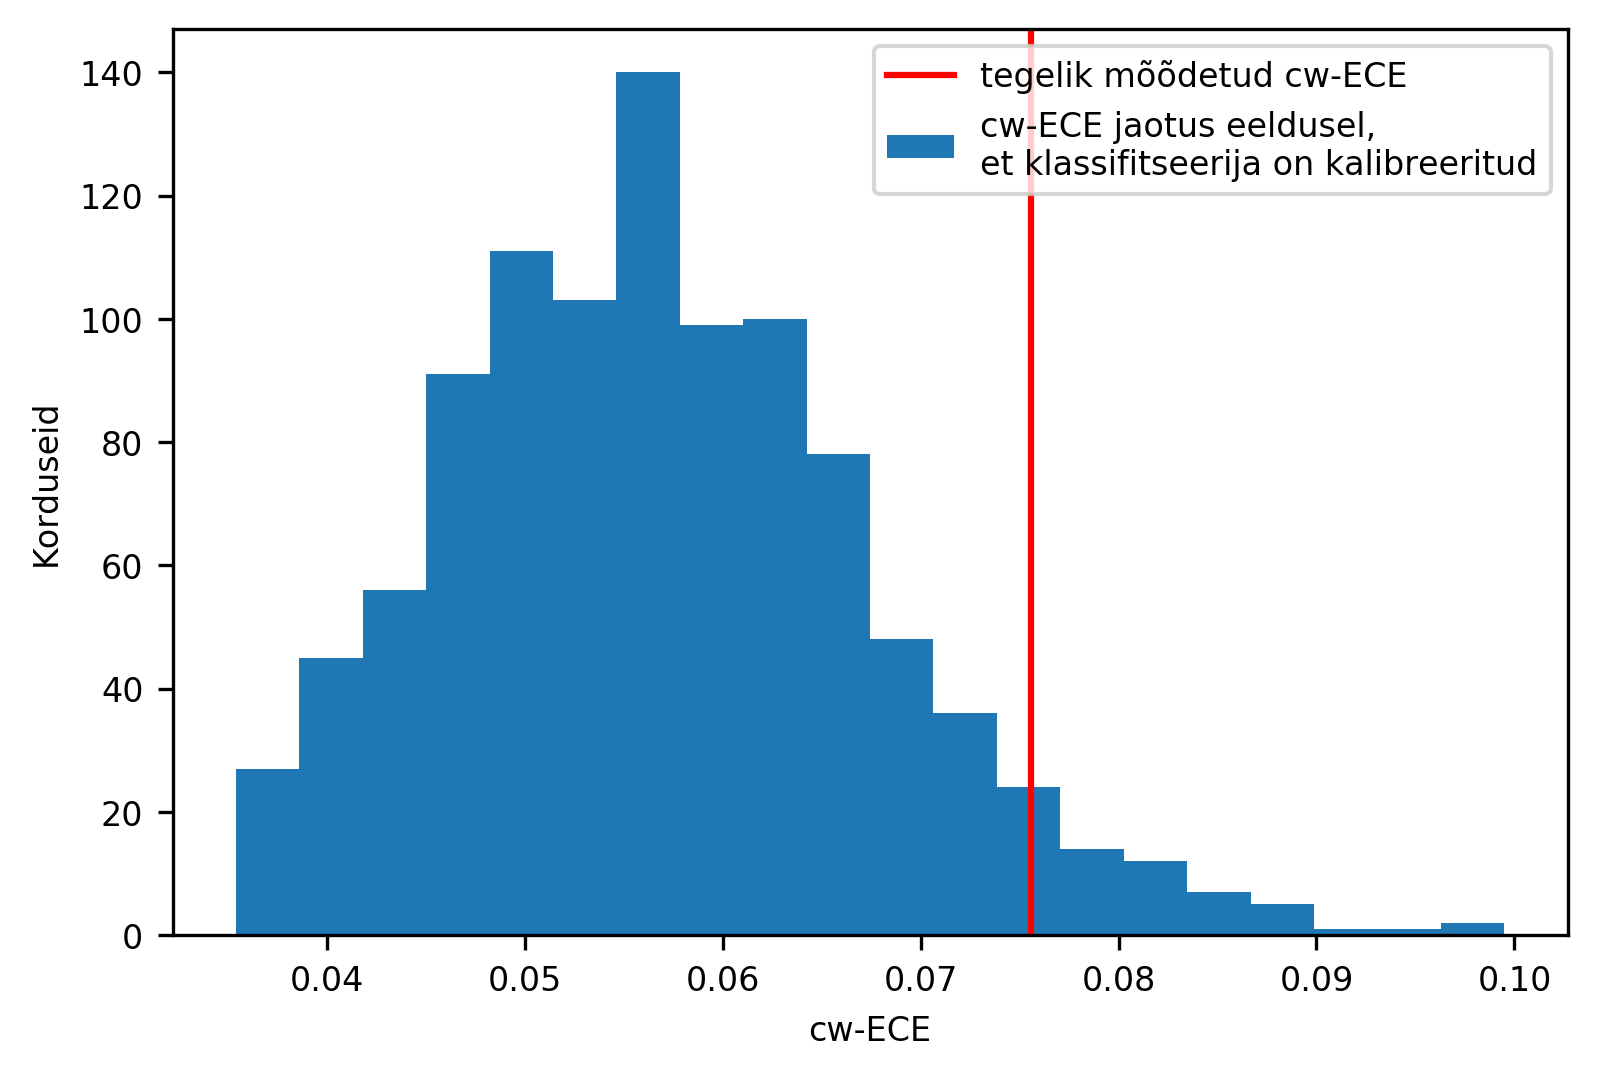 tegelik mõõdetud cw-ECE
cw-ECE jaotus eeldusel,
et klassifitseerija on kalibreeritud
140
120
100
80
60
40
20
0
Korduseid
0.04 0.05 0.06 0.07 0.08 0.09 0.10
cw-ECE